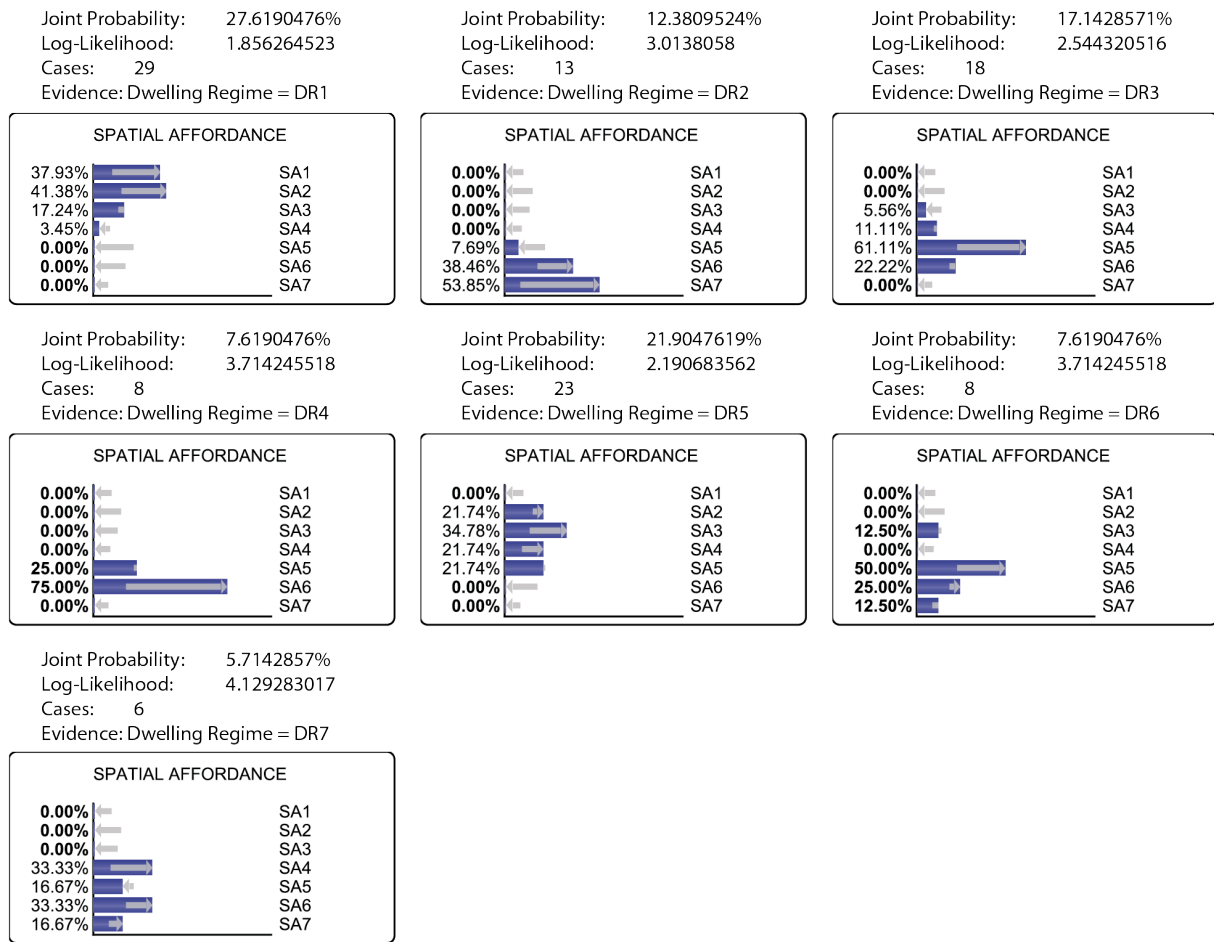 Joint Probability: 27.6190476%
Log-Likelihood: 1.856264523
Cases: 29
Evidence: Dwelling Regime = DR1
SPATIAL AFFORDANCE
37.93% SA1
41.38% SA2
17.24% SA3
3.45% SA4
0.00% SA5
0.00% SA6
0.00% SA7
Joint Probability: 12.3809524%
Log-Likelihood: 3.0138058
Cases: 13
Evidence: Dwelling Regime = DR2
SPATIAL AFFORDANCE
0.00% SA1
0.00% SA2
0.00% SA3
0.00% SA4
7.69% SA5
38.46% SA6
53.85% SA7
Joint Probability: 17.1428571%
Log-Likelihood: 2.544320516
Cases: 18
Evidence: Dwelling Regime = DR3
SPATIAL AFFORDANCE
0.00% SA1
0.00% SA2
5.56% SA3
11.11% SA4
61.11% SA5
22.22% SA6
0.00% SA7
Joint Probability: 7.6190476%
Log-Likelihood: 3.714245518
Cases: 8
Evidence: Dwelling Regime = DR4
SPATIAL AFFORDANCE
0.00% SA1
0.00% SA2
0.00% SA3
0.00% SA4
25.00% SA5
75.00% SA6
0.00% SA7
Joint Probability: 21.9047619%
Log-Likelihood: 2.190683562
Cases: 23
Evidence: Dwelling Regime = DR5
SPATIAL AFFORDANCE
0.00% SA1
21.74% SA2
34.78% SA3
21.74% SA4
21.74% SA5
0.00% SA6
0.00% SA7
Joint Probability: 7.6190476%
Log-Likelihood: 3.714245518
Cases: 8
Evidence: Dwelling Regime = DR6
SPATIAL AFFORDANCE
0.00% SA1
0.00% SA2
12.50% SA3
0.00% SA4
50.00% SA5
25.00% SA6
12.50% SA7
Joint Probability: 5.7142857%
Log-Likelihood: 4.129283017
Cases: 6
Evidence: Dwelling Regime = DR7
SPATIAL AFFORDANCE
0.00% SA1
0.00% SA2
0.00% SA3
33.33% SA4
16.67% SA5
33.33% SA6
16.67% SA7